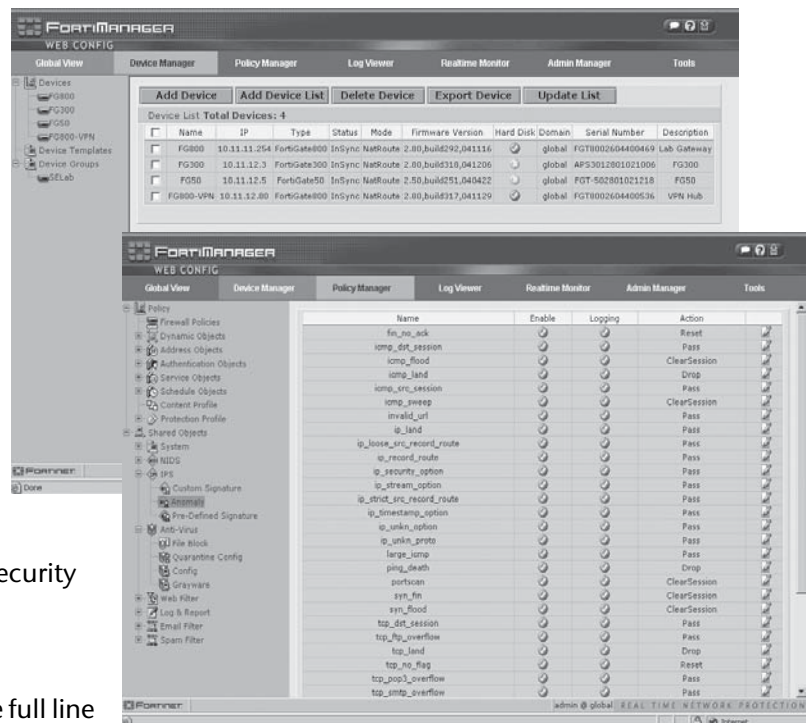 FORTIMANAGER
WEB CONFIG
Global View Device Manager Policy Manager Log Viewer Realtime Monitor Admin Manager Tools
Devices
FG800
FG300
FG50
FG800-VPN
Device Templates
Device Groups
SELab
Add Device Add Device List Delete Device Export Device Update List
Device List Total Devices: 4
Name IP Type Status Mode Firmware Version Hard Disk Domain Serial Number Description
FG800 10.11.11.254 FortiGate800 InSync NatRoute 2.80,build292,041116 global FGT8002604400469 Lab Gateway
FG300 10.11.12.3 FortiGate300 InSync NatRoute 2.80,build318,041206 global APS3012801021006 FG300
FG50 10.11.12.5 FortiGate50 InSync NatRoute 2.50,build251,040422 global FGT-502801021218 FG50
FG800-VPN 10.11.12.80 FortiGate800 InSync NatRoute 2.80,build317,041129 global FGT8002604400536 VPN Hub
FORTINET
Done
FORTIMANAGER
WEB CONFIG
Global View Device Manager Policy Manager Log Viewer Realtime Monitor Admin Manager Tools
Policy
Firewall Policies
Dynamic Objects
Address Objects
Authentication Objects
Service Objects
Schedule Objects
Content Profile
Protection Profile
Shared Objects
System
NIDS
IPS
Custom Signature
Anomaly
Pre-Defined Signature
Anti-Virus
File Block
Quarantine Config
Config
Grayware
Web Filter
Log & Report
Email Filter
Spam Filter
Name Enable Logging Action
fin_no_ack Reset
icmp_dst_session Pass
icmp_flood ClearSession
icmp_land Drop
icmp_src_session Pass
icmp_sweep ClearSession
invalid_url Pass
ip_land Pass
ip_loose_src_record_route Pass
ip_record_route Pass
ip_security_option Pass
ip_stream_option Pass
ip_strict_src_record_route Pass
ip_timestamp_option Pass
ip_unkn_option Pass
ip_unkn_proto Pass
large_icmp Pass
ping_death Drop
portscan ClearSession
syn_fin ClearSession
syn_flood ClearSession
tcp_dst_session Pass
tcp_ftp_overflow Pass
tcp_land Drop
tcp_no_flag Reset
tcp_pop3_overflow Pass
tcp_smtp_overflow Pass
FORTINET
admin @ global REAL TIME NETWORK PROTECTION
Internet
ecurity
e full line